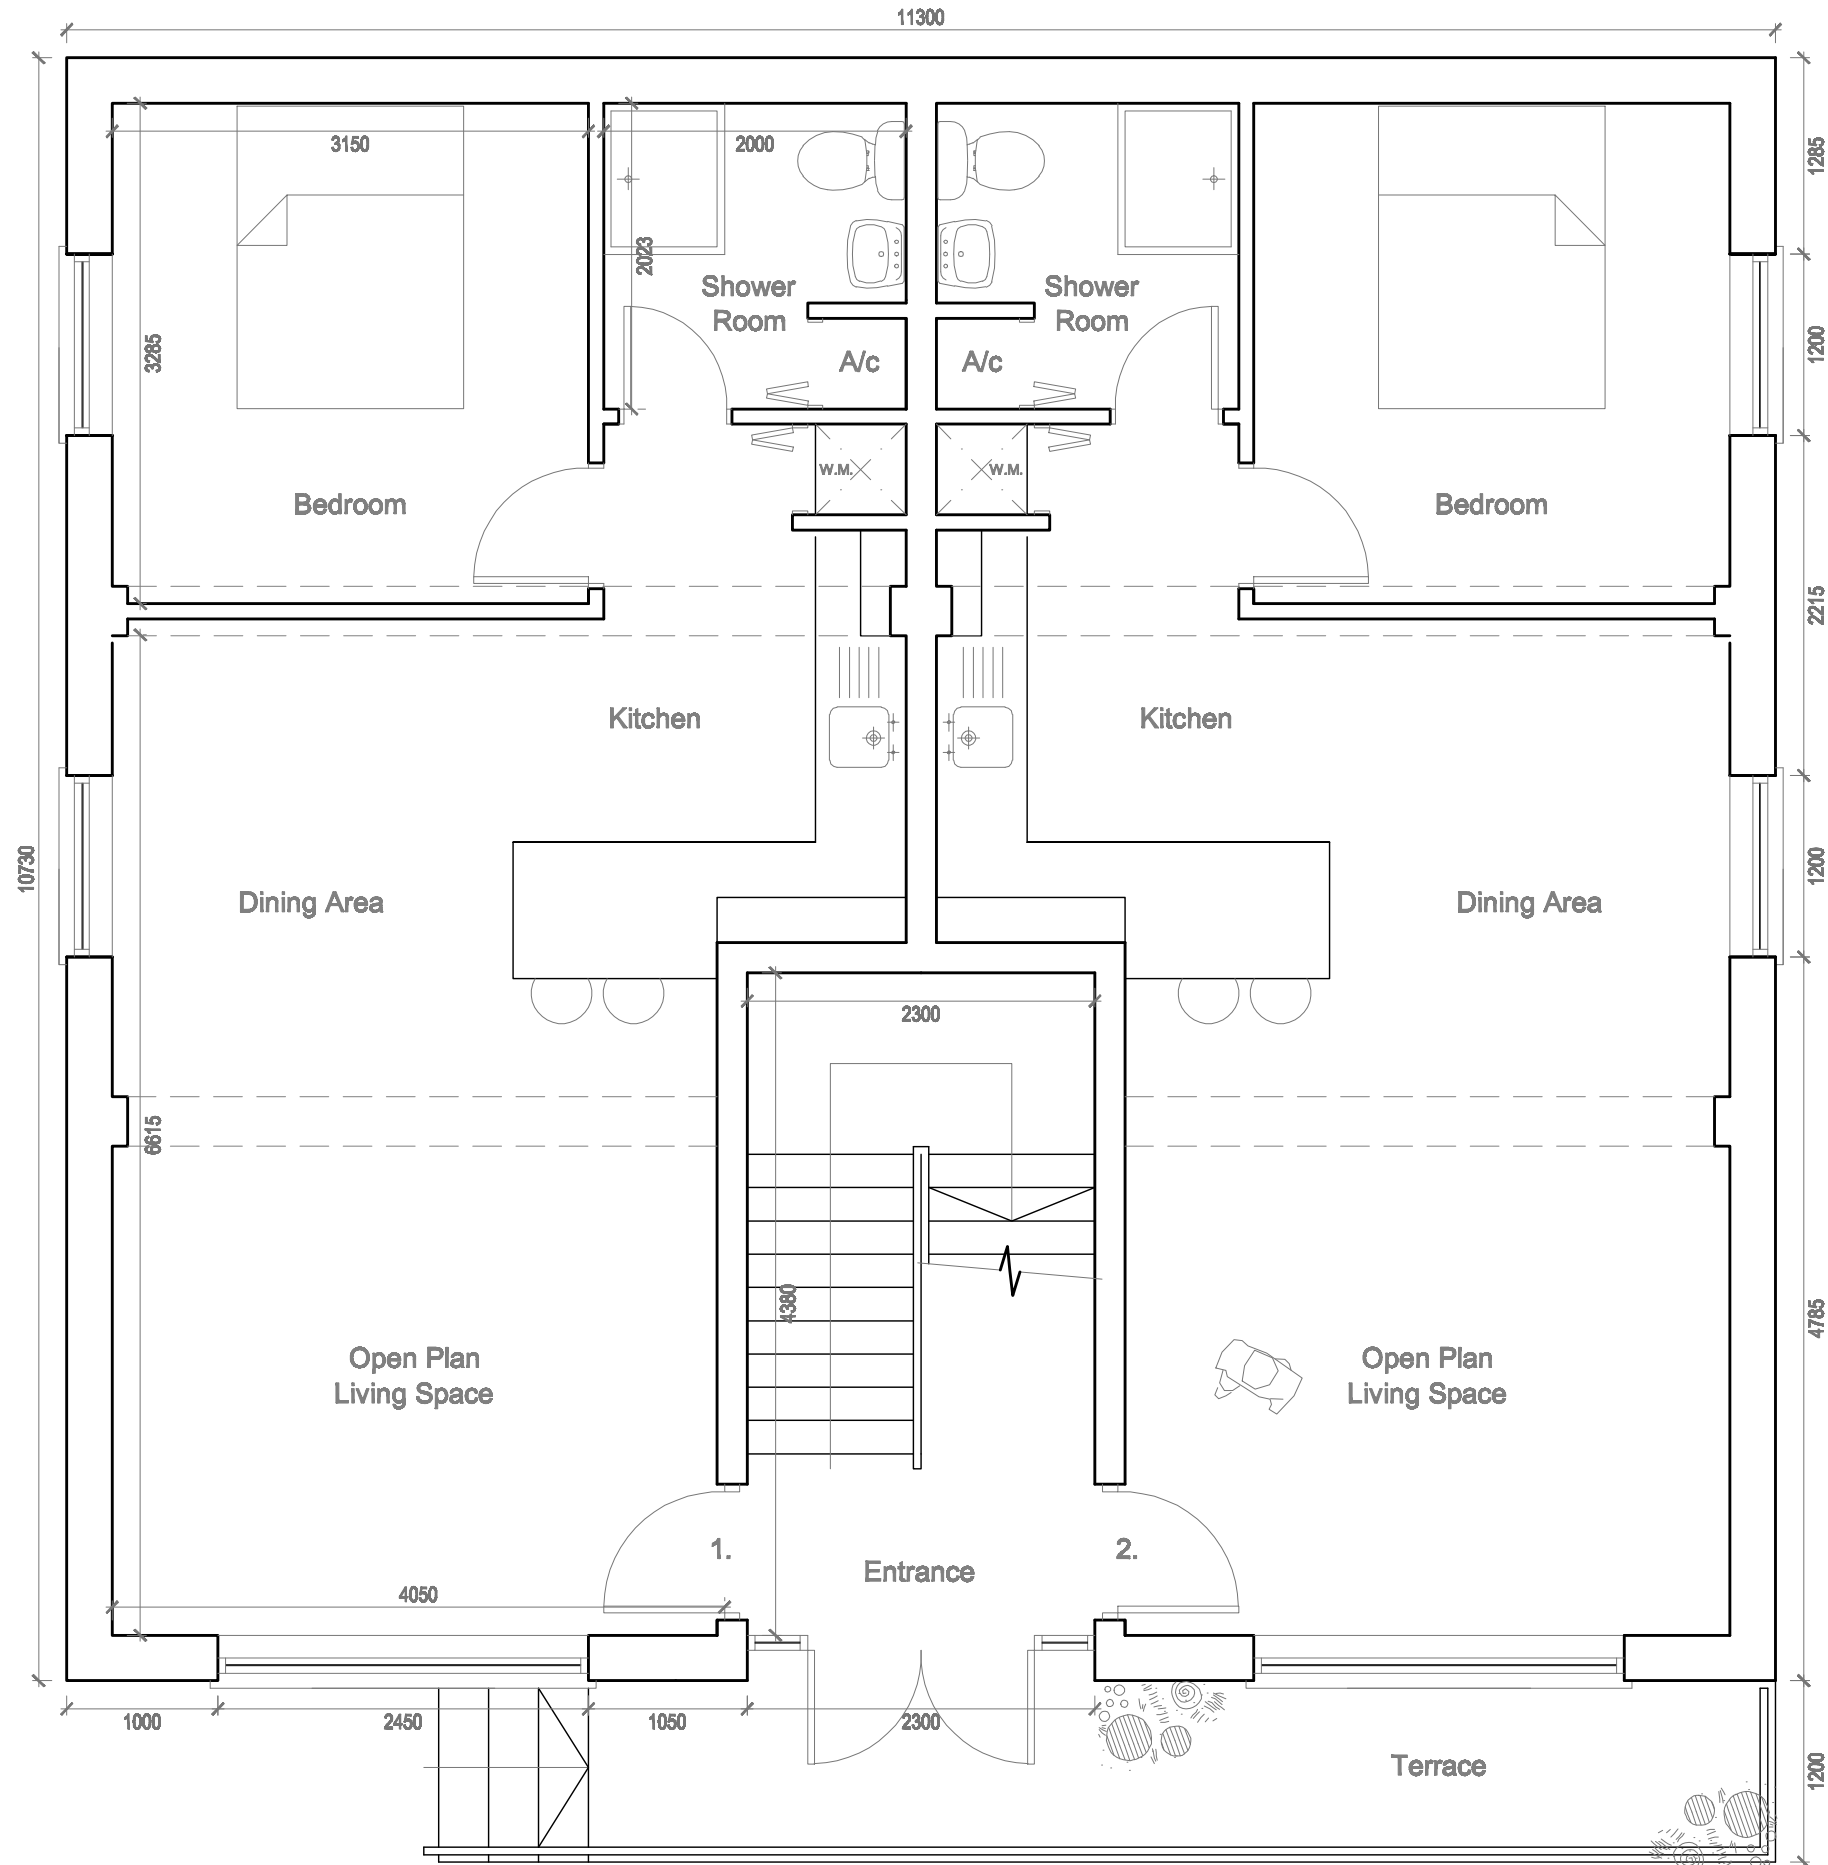 11300
3150
2000
1285
2023
Shower
Room
Shower
Room
3285
1200
A/c
A/c
W.M.
W.M.
Bedroom
Bedroom
2215
Kitchen
Kitchen
10730
1200
Dining Area
Dining Area
2300
6615
4380
4785
Open Plan
Living Space
Open Plan
Living Space
1.
2.
Entrance
4050
1000
2450
1050
2300
Terrace
1200